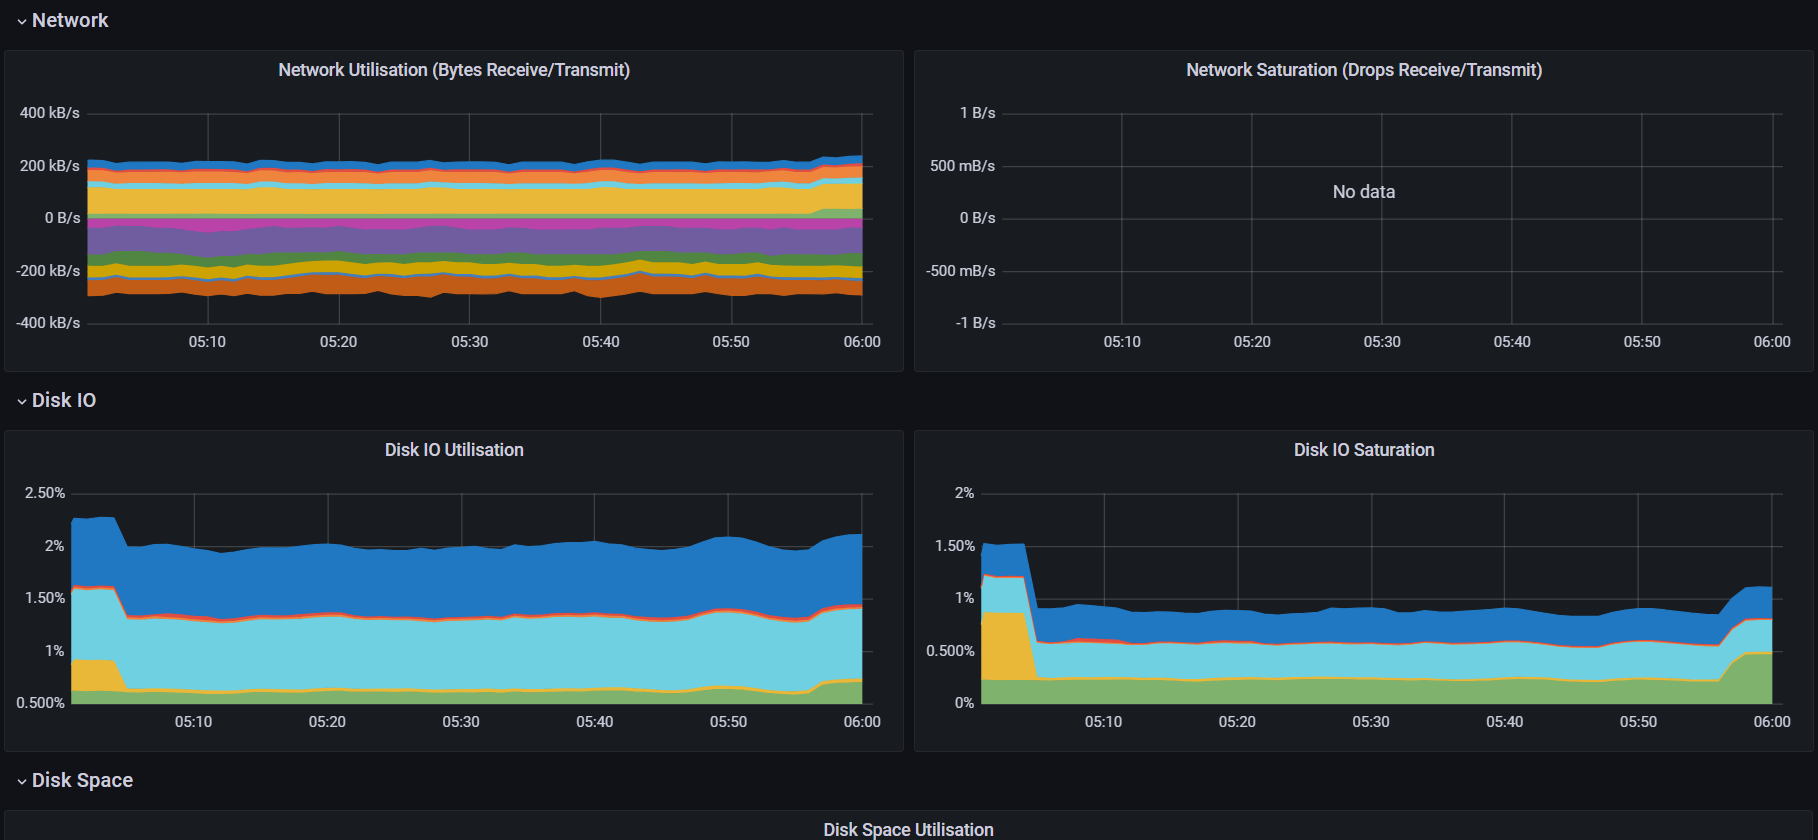 Network
Network Utilisation (Bytes Receive/Transmit)
400 kB/s
200 kB/s
0 B/s
-200 kB/s
-400 kB/s
05:10 05:20 05:30 05:40 05:50 06:00
Network Saturation (Drops Receive/Transmit)
1 B/s
500 mB/s
No data
0 B/s
-500 mB/s
-1 B/s
05:10 05:20 05:30 05:40 05:50 06:00
Disk IO
Disk IO Utilisation
2.50%
2%
1.50%
1%
0.500%
05:10 05:20 05:30 05:40 05:50 06:00
Disk IO Saturation
2%
1.50%
1%
0.500%
0%
05:10 05:20 05:30 05:40 05:50 06:00
Disk Space
Disk Space Utilisation